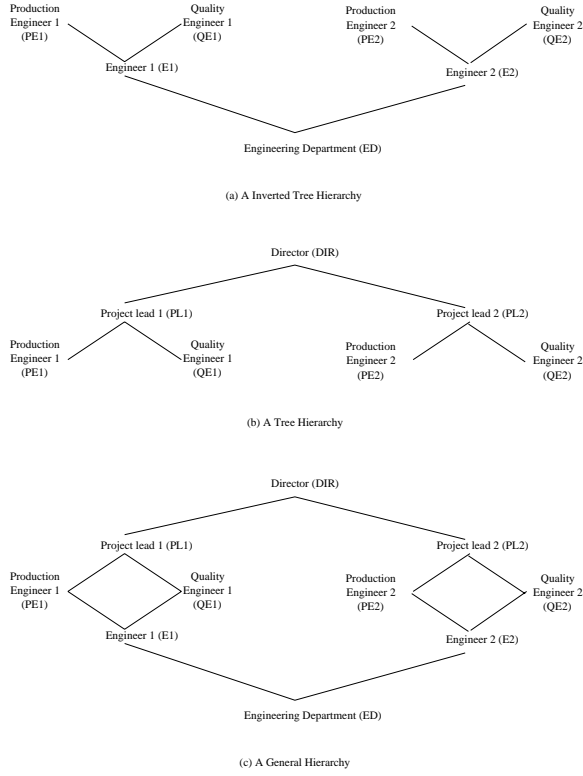 Production
Engineer 1
(PE1)
Quality
Engineer 1
(QE1)
Production
Engineer 2
(PE2)
Quality
Engineer 2
(QE2)
Engineer 1 (E1)
Engineer 2 (E2)
Engineering Department (ED)
(a) A Inverted Tree Hierarchy
Director (DIR)
Project lead 1 (PL1)
Project lead 2 (PL2)
Production
Engineer 1
(PE1)
Quality
Engineer 1
(QE1)
Production
Engineer 2
(PE2)
Quality
Engineer 2
(QE2)
(b) A Tree Hierarchy
Director (DIR)
Project lead 1 (PL1)
Project lead 2 (PL2)
Production
Engineer 1
(PE1)
Quality
Engineer 1
(QE1)
Production
Engineer 2
(PE2)
Quality
Engineer 2
(QE2)
Engineer 1 (E1)
Engineer 2 (E2)
Engineering Department (ED)
(c) A General Hierarchy